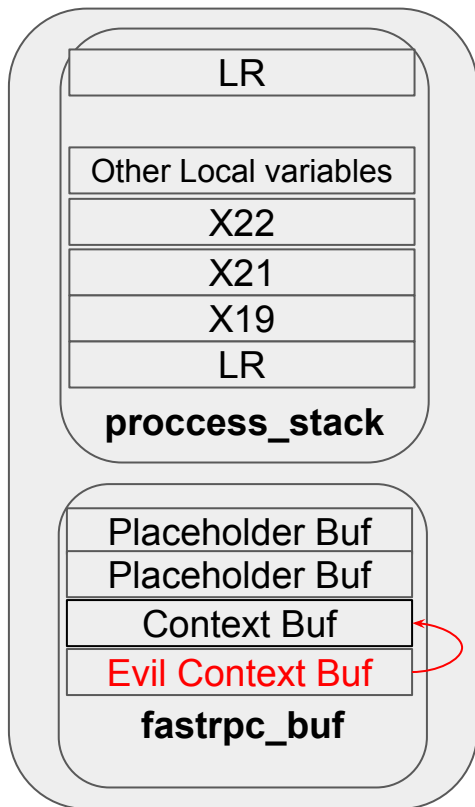 LR
Other Local variables
X22
X21
X19
LR
proccess_stack
Placeholder Buf
Placeholder Buf
Context Buf
Evil Context Buf
fastrpc_buf